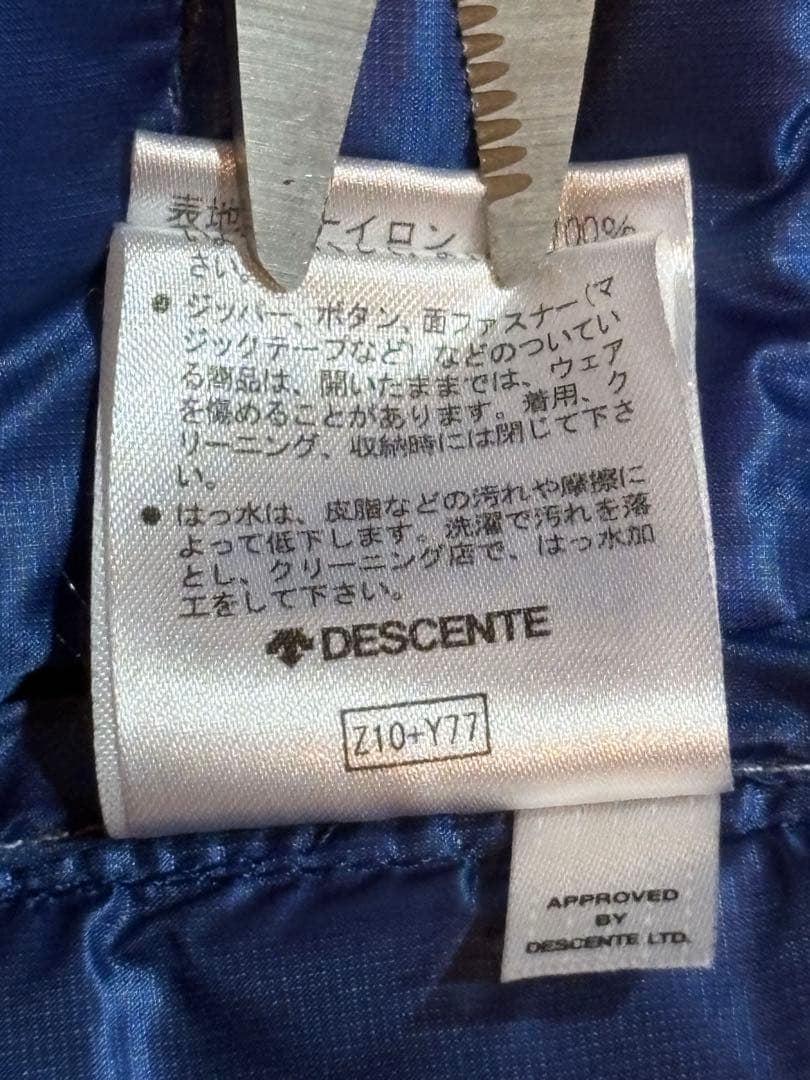 表地 ナイロン 100%
さい。
● ジッパー、ボタン、面ファスナー(マ
ジックテープなど)などのついてい
る商品は、開いたままでは、ウェア
を傷めることがあります。着用、ク
リーニング、収納時には閉じて下さ
い。
● はっ水は、皮脂などの汚れや摩擦に
よって低下します。洗濯で汚れを落
とし、クリーニング店で、はっ水加
工をして下さい。
DESCENTE
Z10+Y77
APPROVED
BY
DESCENTE LTD.